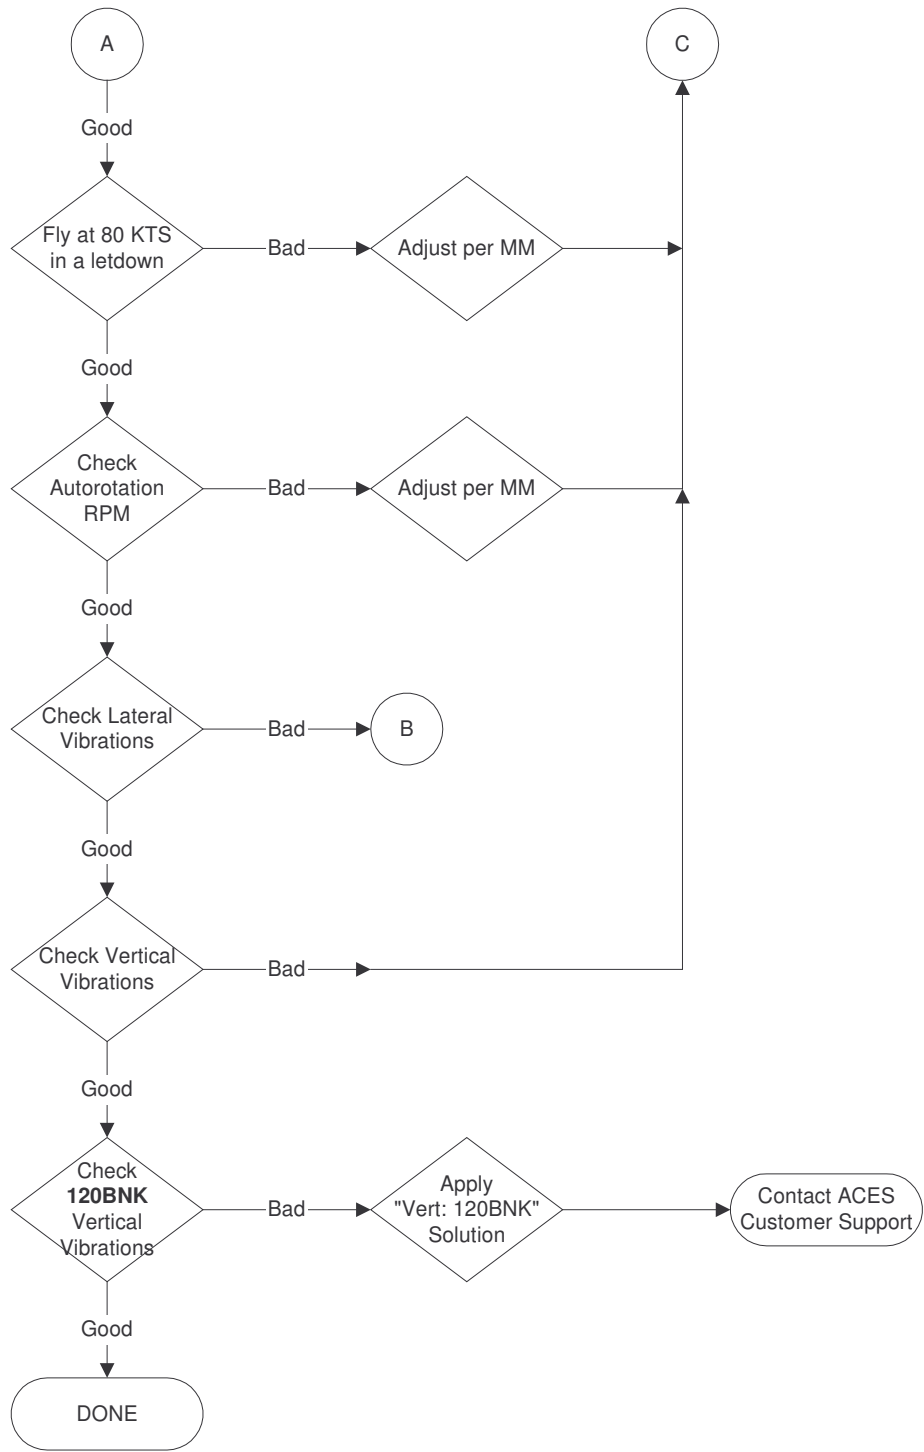 A
C
Good
Fly at 80 KTS
in a letdown
Bad
Adjust per MM
Good
Check
Autorotation
RPM
Bad
Adjust per MM
Good
Check Lateral
Vibrations
Bad
B
Good
Check Vertical
Vibrations
Bad
Good
Check
120BNK
Vertical
Vibrations
Bad
Apply
"Vert: 120BNK"
Solution
Contact ACES
Customer Support
Good
DONE